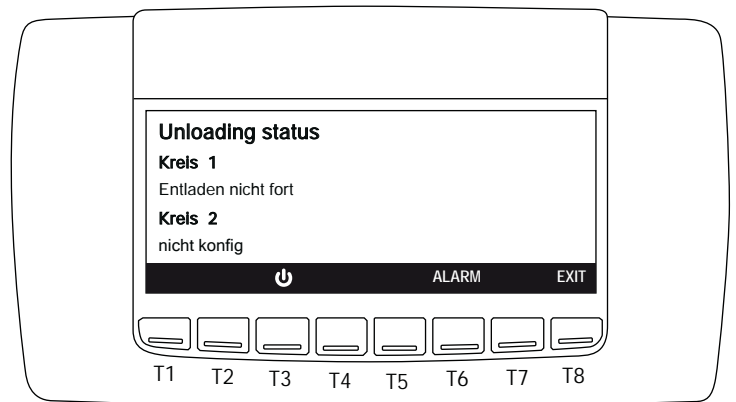 Unloading status
Kreis 1
Entladen nicht fort
Kreis 2
nicht konfig
ALARM EXIT
T1 T2 T3 T4 T5 T6 T7 T8